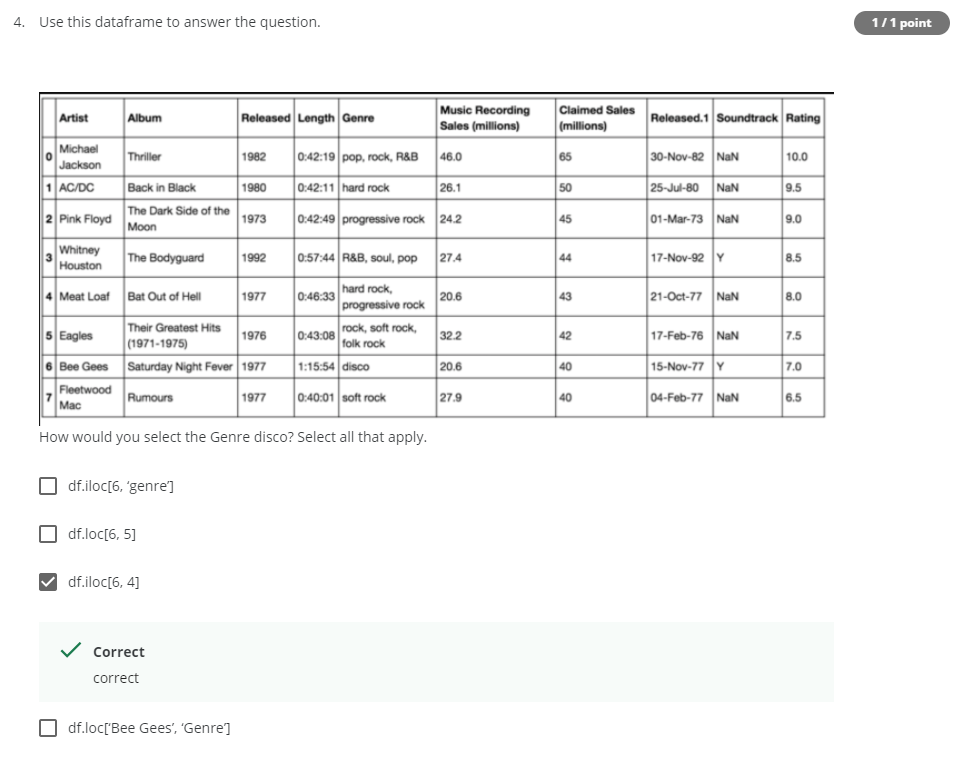 4. Use this dataframe to answer the question.
1 / 1 point
Artist Album Released Length Genre Music Recording Sales (millions) Claimed Sales (millions) Released.1 Soundtrack Rating
0 Michael Jackson Thriller 1982 0:42:19 pop, rock, R&B 46.0 65 30-Nov-82 NaN 10.0
1 AC/DC Back in Black 1980 0:42:11 hard rock 26.1 50 25-Jul-80 NaN 9.5
2 Pink Floyd The Dark Side of the Moon 1973 0:42:49 progressive rock 24.2 45 01-Mar-73 NaN 9.0
3 Whitney Houston The Bodyguard 1992 0:57:44 R&B, soul, pop 27.4 44 17-Nov-92 Y 8.5
4 Meat Loaf Bat Out of Hell 1977 0:46:33 hard rock, progressive rock 20.6 43 21-Oct-77 NaN 8.0
5 Eagles Their Greatest Hits (1971-1975) 1976 0:43:08 rock, soft rock, folk rock 32.2 42 17-Feb-76 NaN 7.5
6 Bee Gees Saturday Night Fever 1977 1:15:54 disco 20.6 40 15-Nov-77 Y 7.0
7 Fleetwood Mac Rumours 1977 0:40:01 soft rock 27.9 40 04-Feb-77 NaN 6.5
How would you select the Genre disco? Select all that apply.
df.iloc[6, ‘genre’]
df.loc[6, 5]
df.iloc[6, 4]
Correct
correct
df.loc[‘Bee Gees’, ‘Genre’]